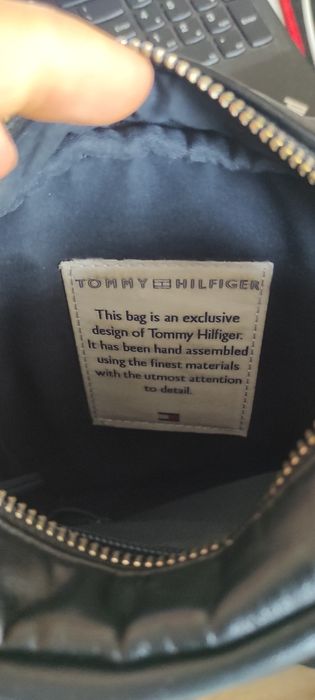 TOMMY HILFIGER
This bag is an exclusive
design of Tommy Hilfiger.
It has been hand assembled
using the finest materials
with the utmost attention
to detail.